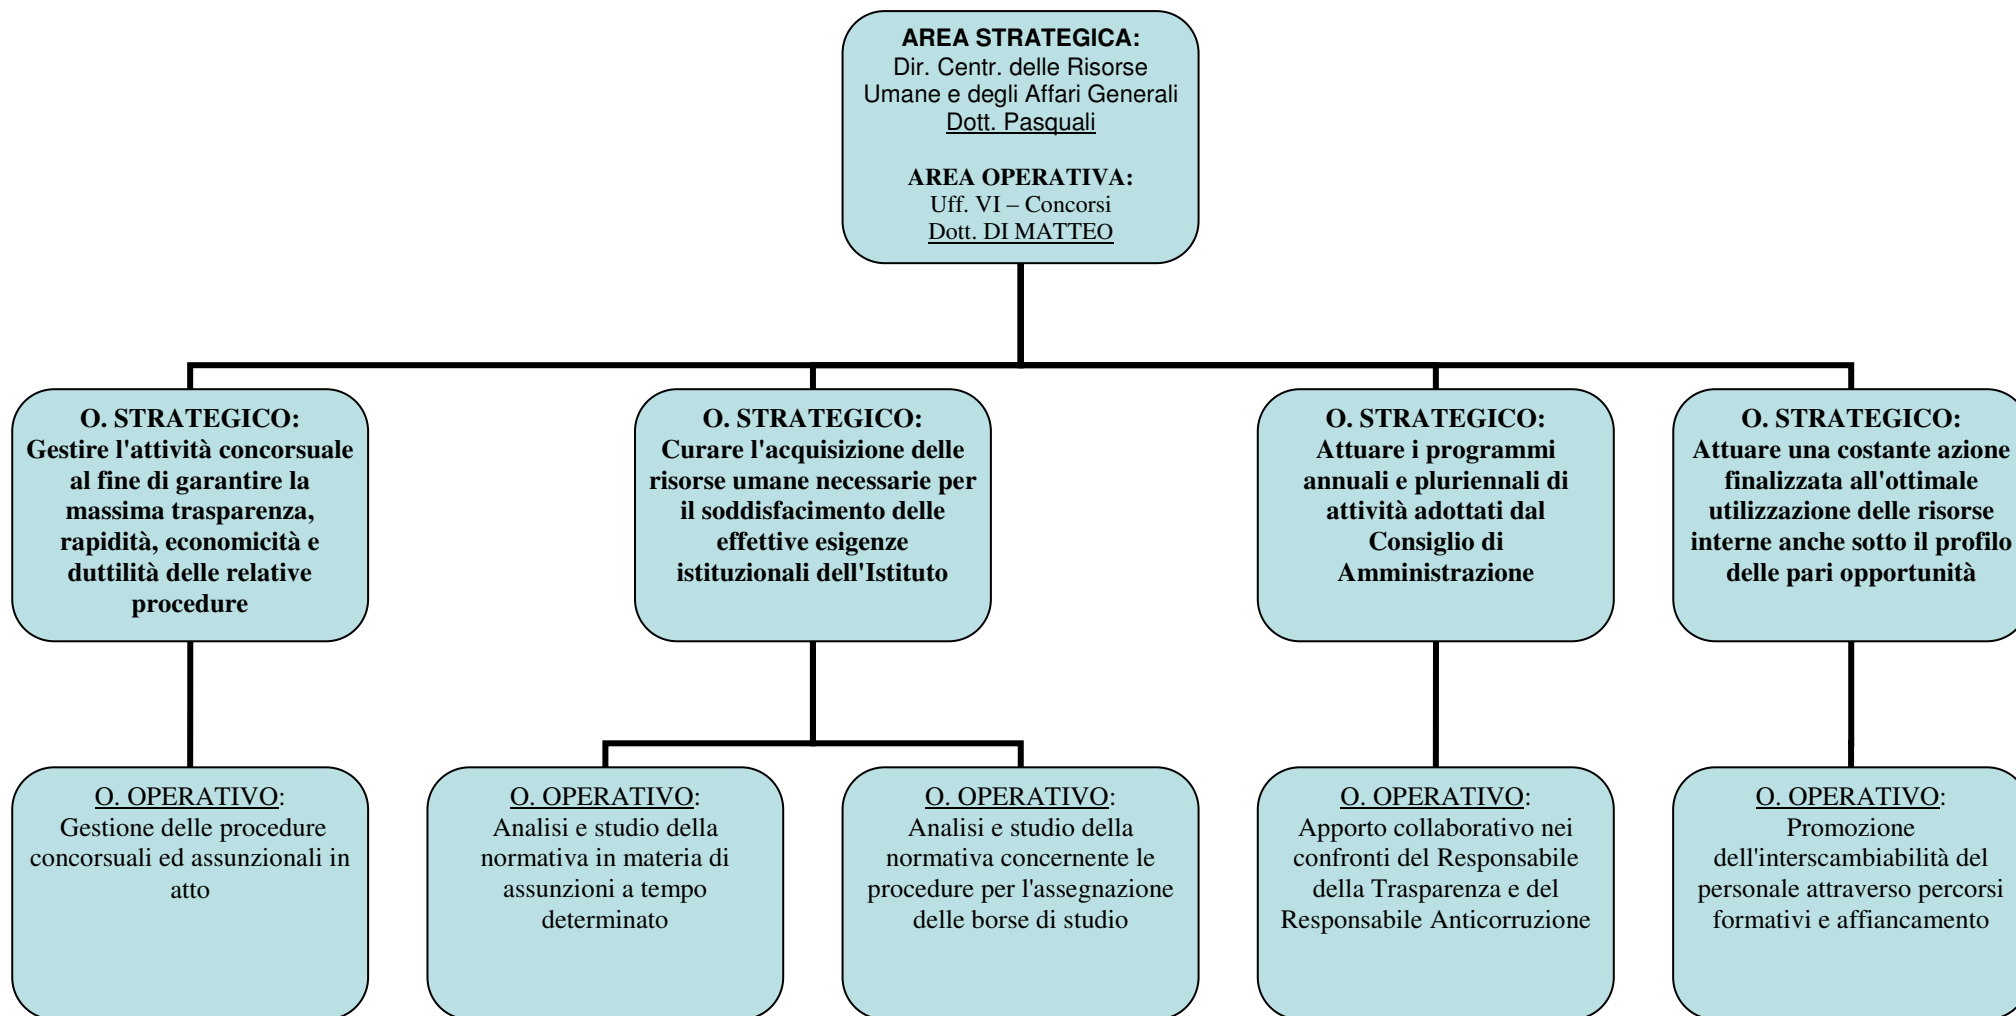 AREA STRATEGICA:
Dir. Centr. delle Risorse
Umane e degli Affari Generali
Dott. Pasquali
AREA OPERATIVA:
Uff. VI – Concorsi
Dott. DI MATTEO
O. STRATEGICO:
Gestire l'attività concorsuale
al fine di garantire la
massima trasparenza,
rapidità, economicità e
duttilità delle relative
procedure
O. STRATEGICO:
Curare l'acquisizione delle
risorse umane necessarie per
il soddisfacimento delle
effettive esigenze
istituzionali dell'Istituto
O. STRATEGICO:
Attuare i programmi
annuali e pluriennali di
attività adottati dal
Consiglio di
Amministrazione
O. STRATEGICO:
Attuare una costante azione
finalizzata all'ottimale
utilizzazione delle risorse
interne anche sotto il profilo
delle pari opportunità
O. OPERATIVO:
Gestione delle procedure
concorsuali ed assunzionali in
atto
O. OPERATIVO:
Analisi e studio della
normativa in materia di
assunzioni a tempo
determinato
O. OPERATIVO:
Analisi e studio della
normativa concernente le
procedure per l'assegnazione
delle borse di studio
O. OPERATIVO:
Apporto collaborativo nei
confronti del Responsabile
della Trasparenza e del
Responsabile Anticorruzione
O. OPERATIVO:
Promozione
dell'interscambiabilità del
personale attraverso percorsi
formativi e affiancamento